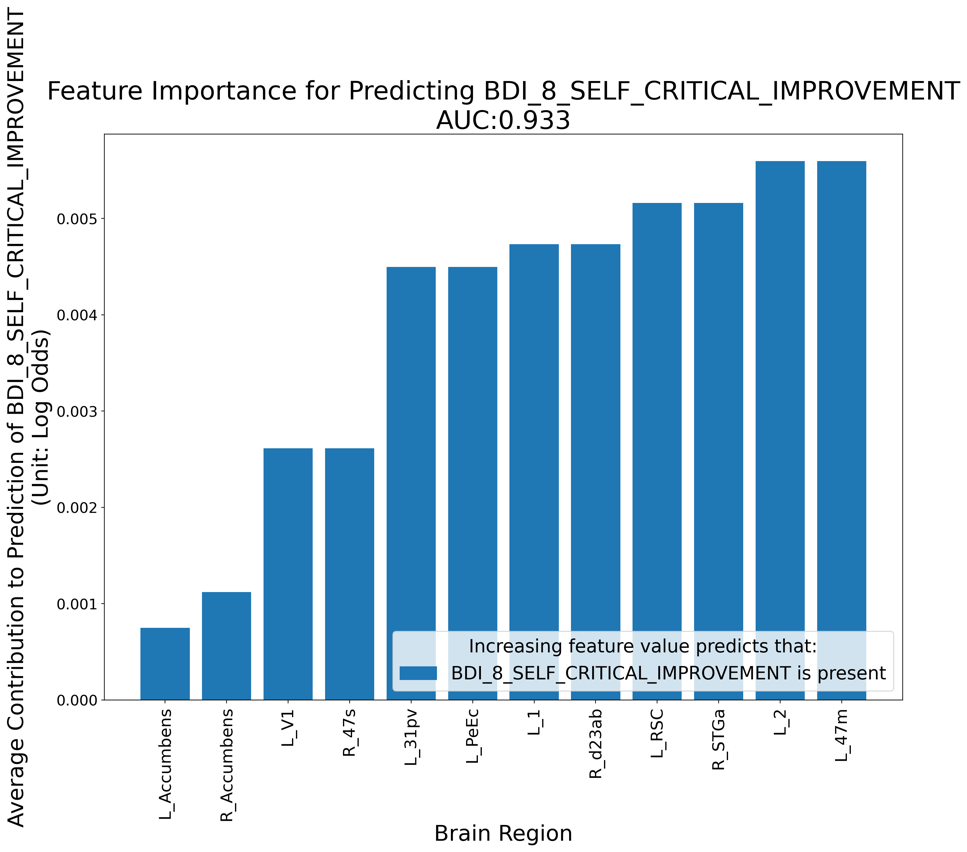 Feature Importance for Predicting BDI_8_SELF_CRITICAL_IMPROVEMENT
AUC:0.933
Average Contribution to Prediction of BDI_8_SELF_CRITICAL_IMPROVEMENT
(Unit: Log Odds)
0.005
0.004
0.003
0.002
0.001
0.000
Increasing feature value predicts that:
BDI_8_SELF_CRITICAL_IMPROVEMENT is present
L_Accumbens
R_Accumbens
L_V1
R_47s
L_31pv
L_PeEc
L_1
R_d23ab
L_RSC
R_STGa
L_2
L_47m
Brain Region